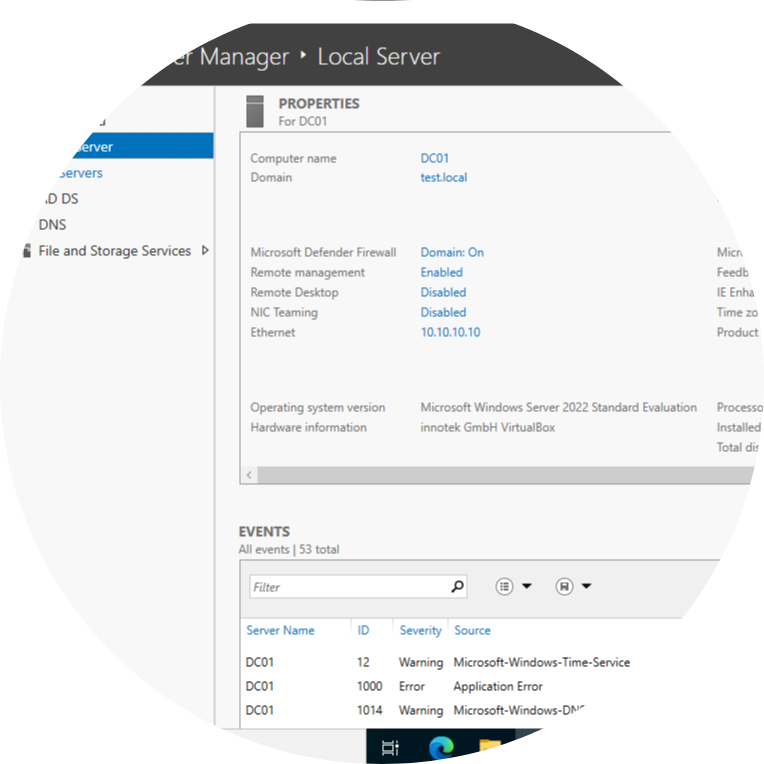 Manager ‣ Local Server
PROPERTIES
For DC01
Servers
DS
DNS
File and Storage Services
Computer name DC01
Domain test.local
Microsoft Defender Firewall Domain: On
Remote management Enabled
Remote Desktop Disabled
NIC Teaming Disabled
Ethernet 10.10.10.10
Feedb
IE Enha
Time zo
Product
Operating system version Microsoft Windows Server 2022 Standard Evaluation
Hardware information innotek GmbH VirtualBox
Processo
Installed
Total dis
EVENTS
All events | 53 total
Filter
Server Name ID Severity Source
DC01 12 Warning Microsoft-Windows-Time-Service
DC01 1000 Error Application Error
DC01 1014 Warning Microsoft-Windows-DN